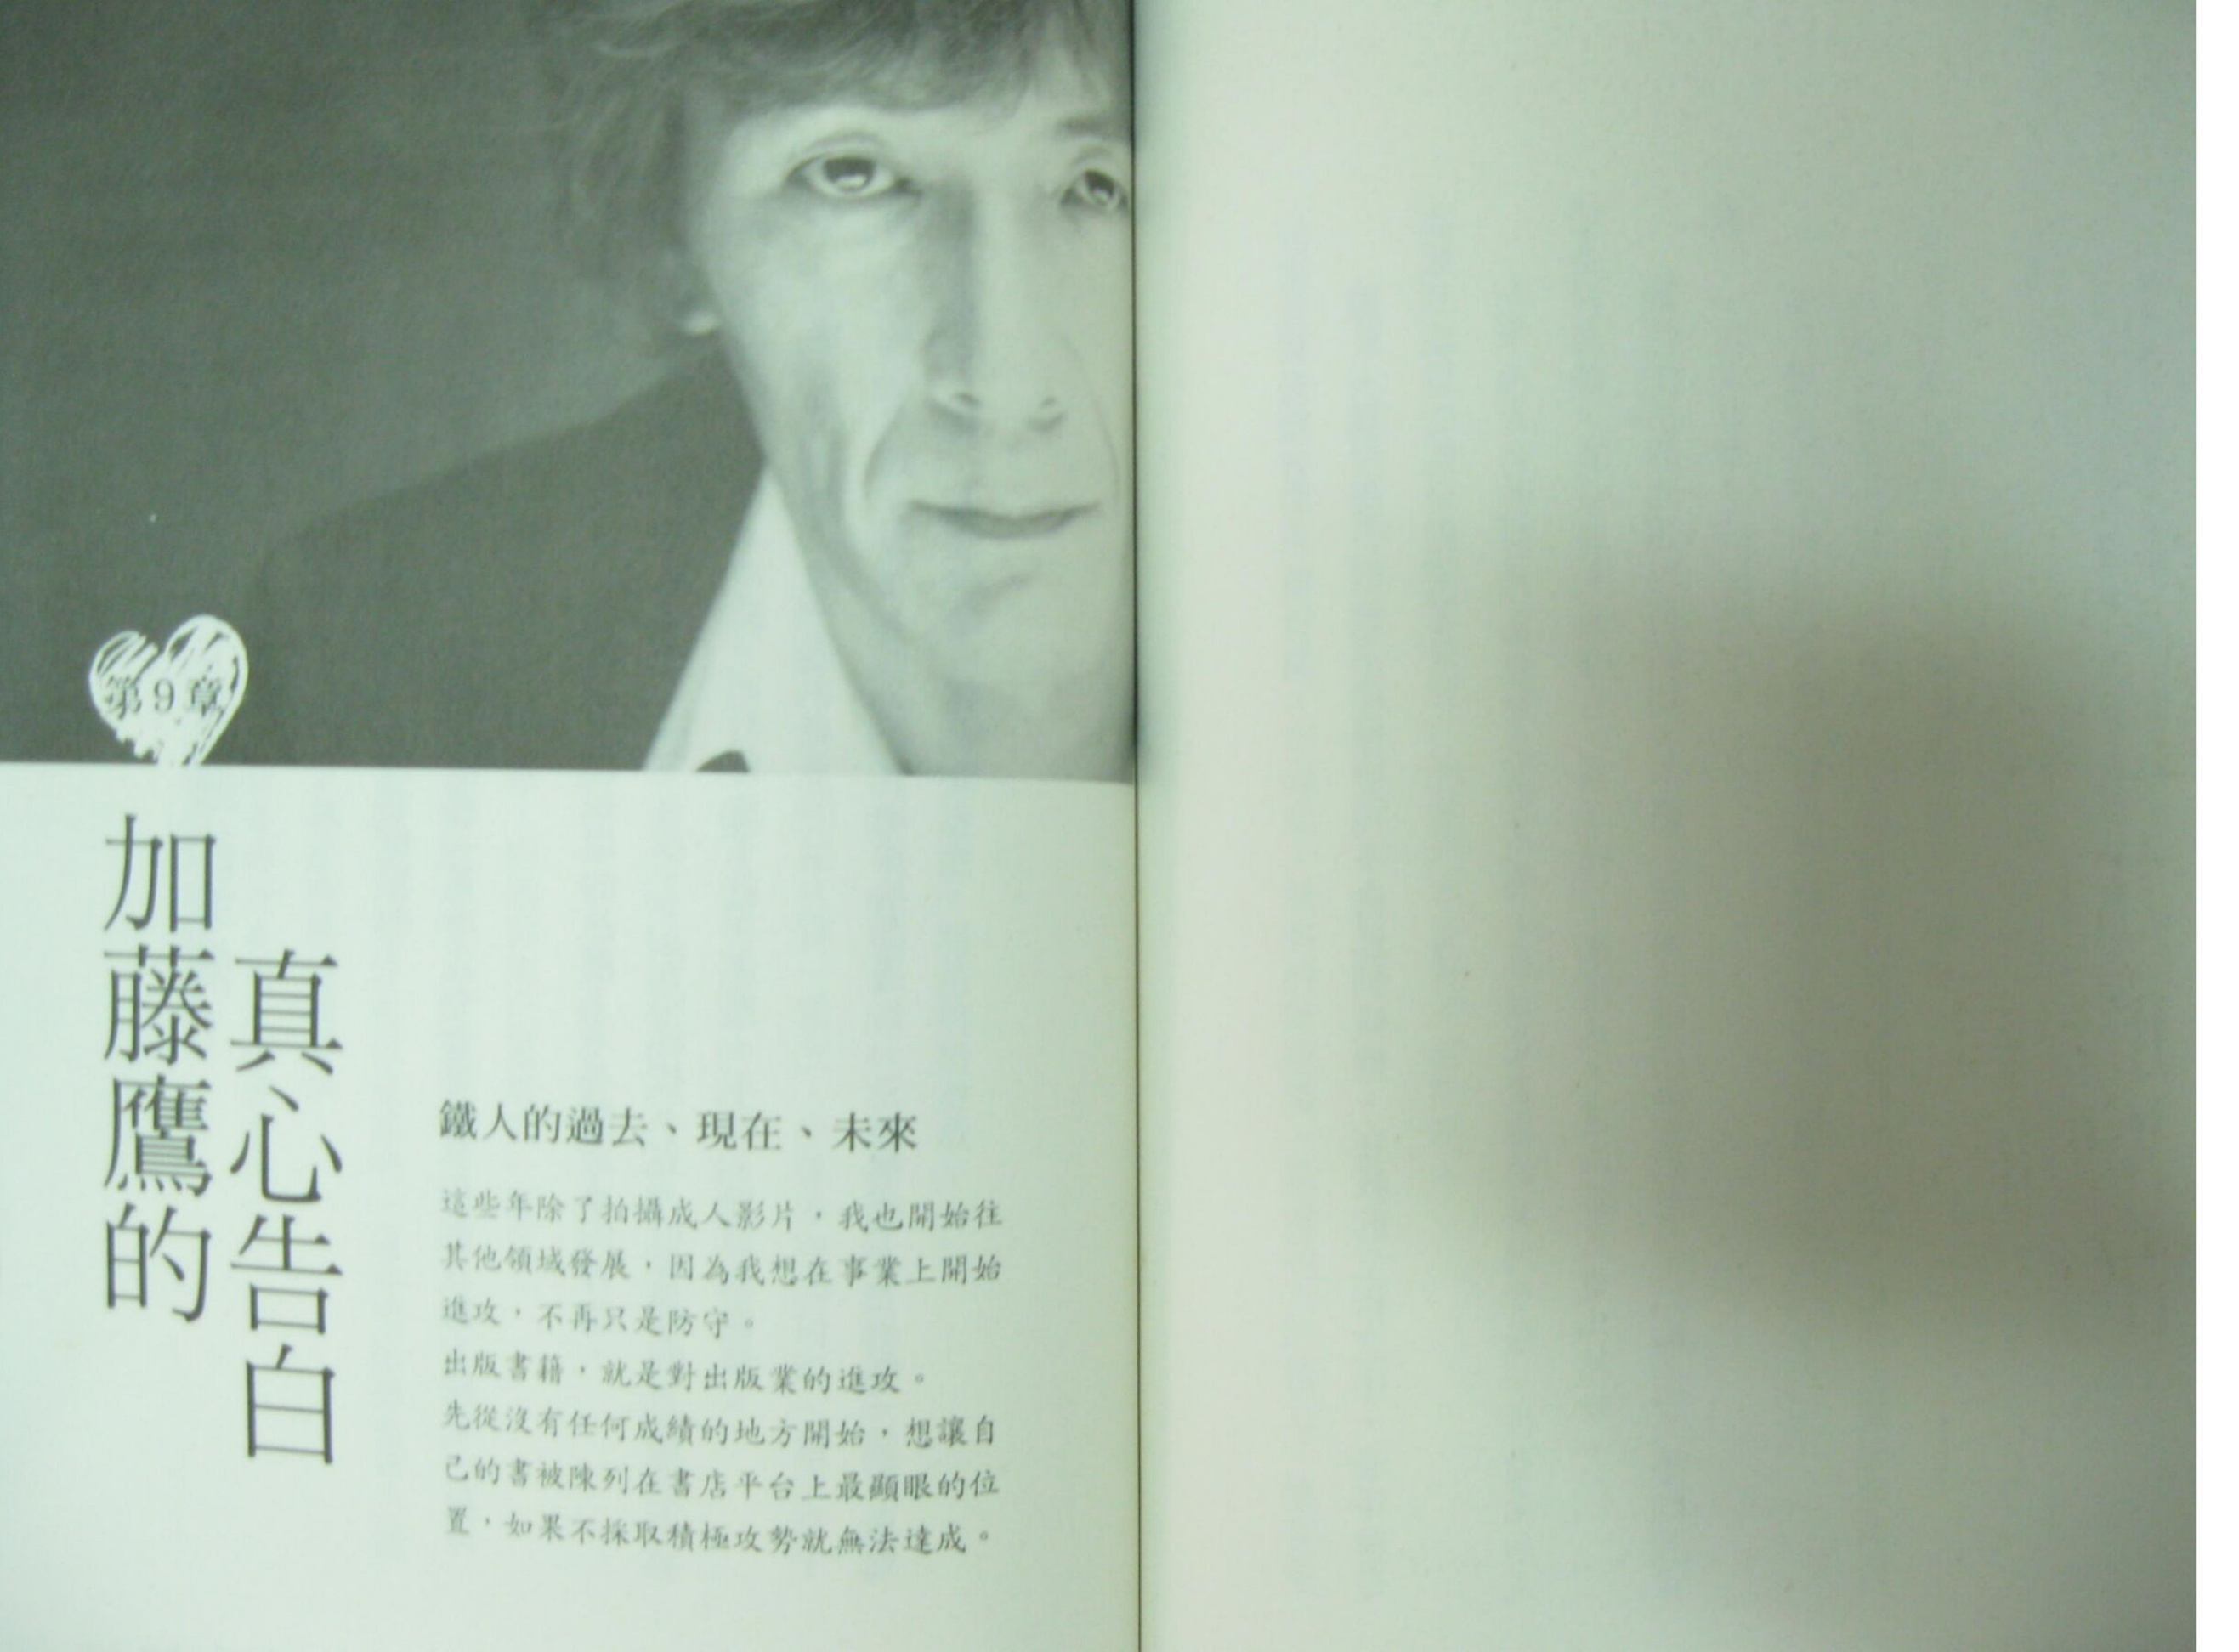 第9章
加藤鷹的
真心告白
鐵人的過去、現在、未來
這些年除了拍攝成人影片，我也開始往
其他領域發展，因為我想在事業上開始
進攻，不再只是防守。
出版書籍，就是對出版業的進攻。
先從沒有任何成績的地方開始，想讓自
己的書被陳列在書店平台上最顯眼的位
置，如果不採取積極攻勢就無法達成。